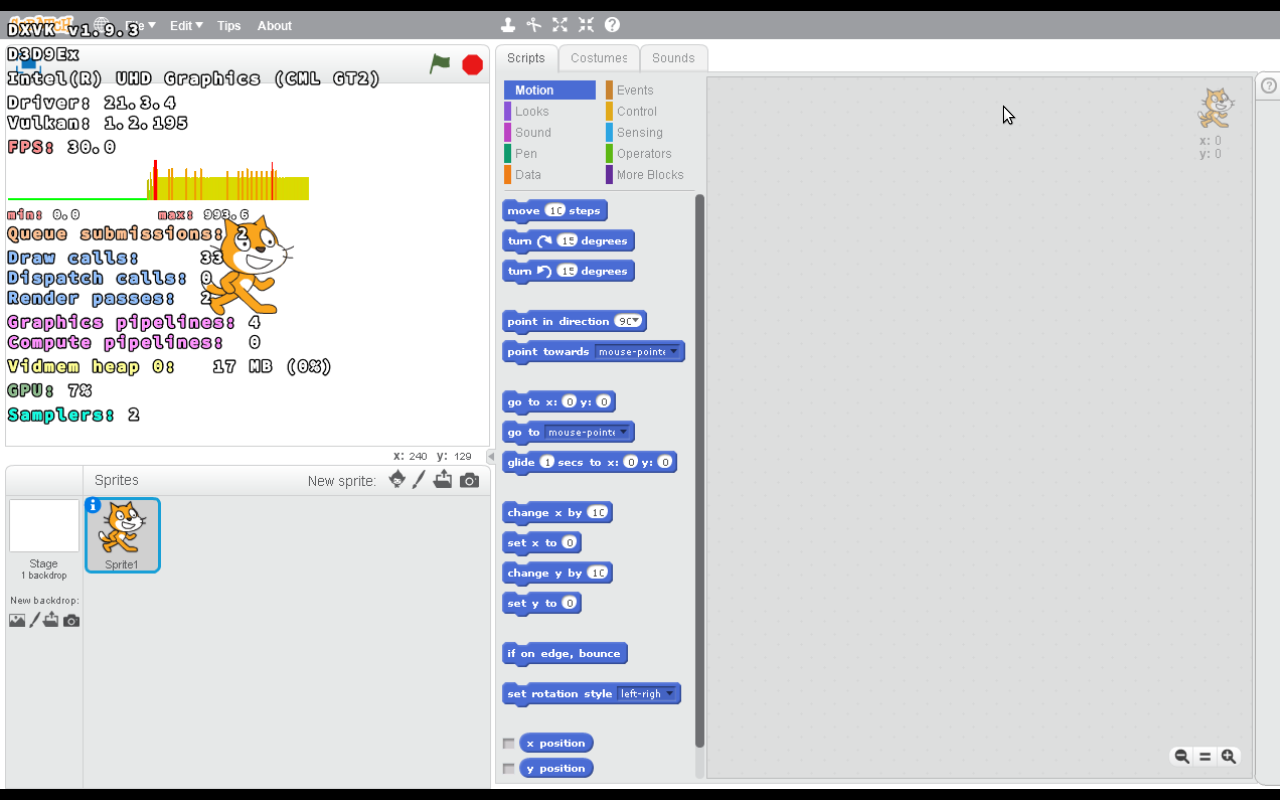 DXVK v1.9.3
Edit Tips About
D3D9Ex
Intel(R) UHD Graphics (CML GT2)
Driver: 21.3.4
Vulkan: 1.2.195
FPS: 30.0
min: 0.0 max: 993.6
Queue submissions: 2
Draw calls: 33
Dispatch calls: 0
Render passes: 2
Graphics pipelines: 4
Compute pipelines: 0
Vidmem heap 0: 17 MB (0%)
GPU: 7%
Samplers: 2
x: 240 y: 129
Sprites
New sprite:
Stage
1 backdrop
New backdrop:
Sprite1
Scripts Costumes Sounds
Motion Events
Looks Control
Sound Sensing
Pen Operators
Data More Blocks
move 10 steps
turn 15 degrees
turn 15 degrees
point in direction 90
point towards mouse-pointe
go to x: 0 y: 0
go to mouse-pointe
glide 1 secs to x: 0 y: 0
change x by 10
set x to 0
change y by 10
set y to 0
if on edge, bounce
set rotation style left-righ
x position
y position
x: 0
y: 0